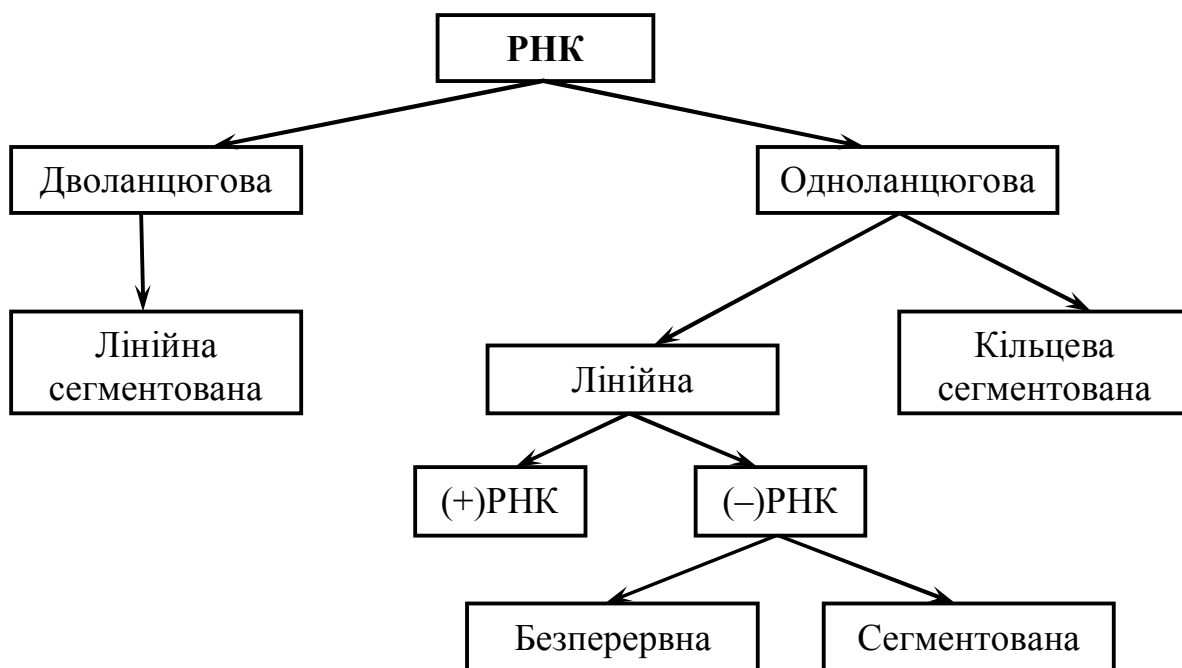 РНК
Дволанцюгова
Одноланцюгова
Лінійна
сегментована
Лінійна
Кільцева
сегментована
(+)РНК
(–)РНК
Безперервна
Сегментована